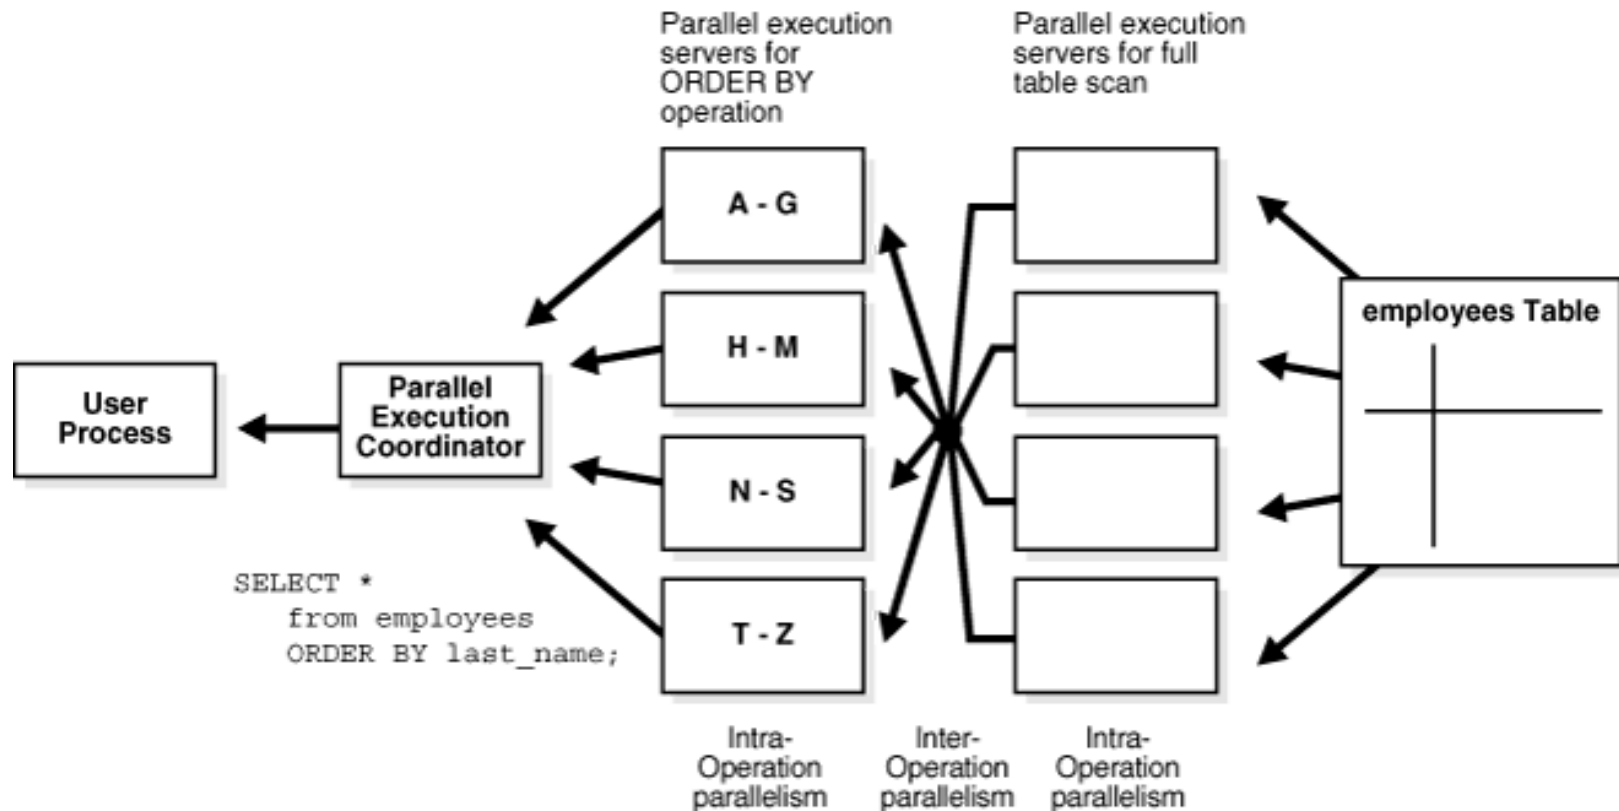 Parallel execution
servers for
ORDER BY
operation
Parallel execution
servers for full
table scan
A - G
H - M
N - S
T - Z
employees Table
User
Process
Parallel
Execution
Coordinator
SELECT *
from employees
ORDER BY last_name;
Intra-
Operation
parallelism
Inter-
Operation
parallelism
Intra-
Operation
parallelism